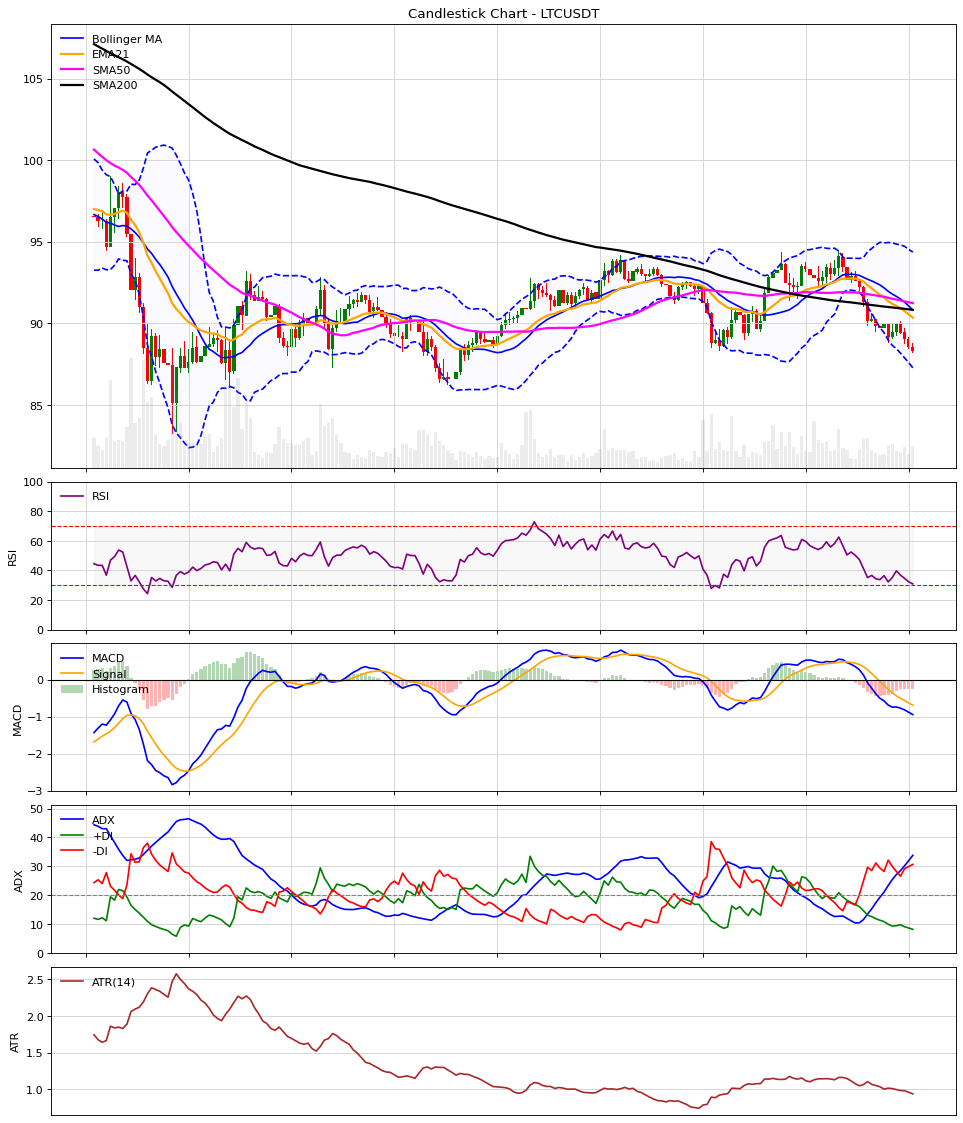 Candlestick Chart - LTCUSDT
Bollinger MA
EMA21
SMA50
SMA200
105
100
95
90
85
RSI
100
80
60
40
20
0
RSI
MACD
Signal
Histogram
0
−1
−2
−3
MACD
ADX
+DI
-DI
50
40
30
20
10
0
ADX
ATR(14)
2.5
2.0
1.5
1.0
ATR